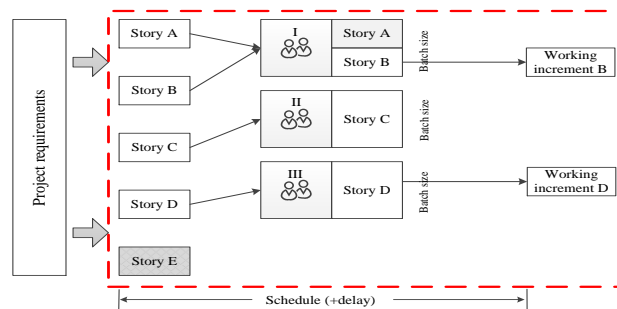 Project requirements
Story A
Story B
Story C
Story D
Story E
I
Story A
Story B
Batch size
II
Story C
Batch size
III
Story D
Batch size
Working
increment B
Working
increment D
Schedule (+delay)